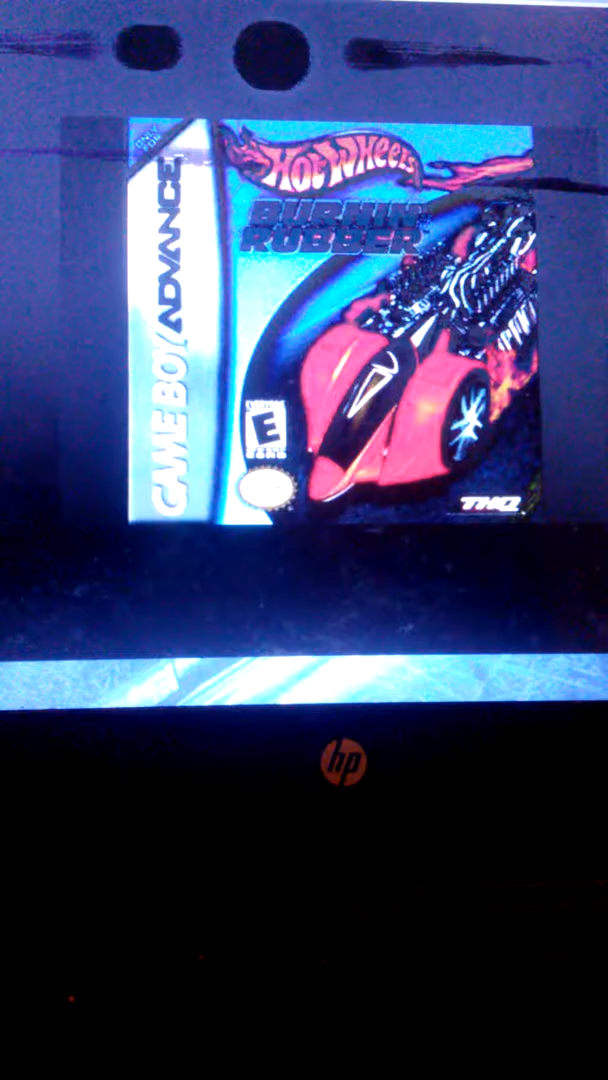 ONLY
FOR
GAME BOY ADVANCE
HOT WHEELS
BURNIN'
RUBBER
E
THQ
hp